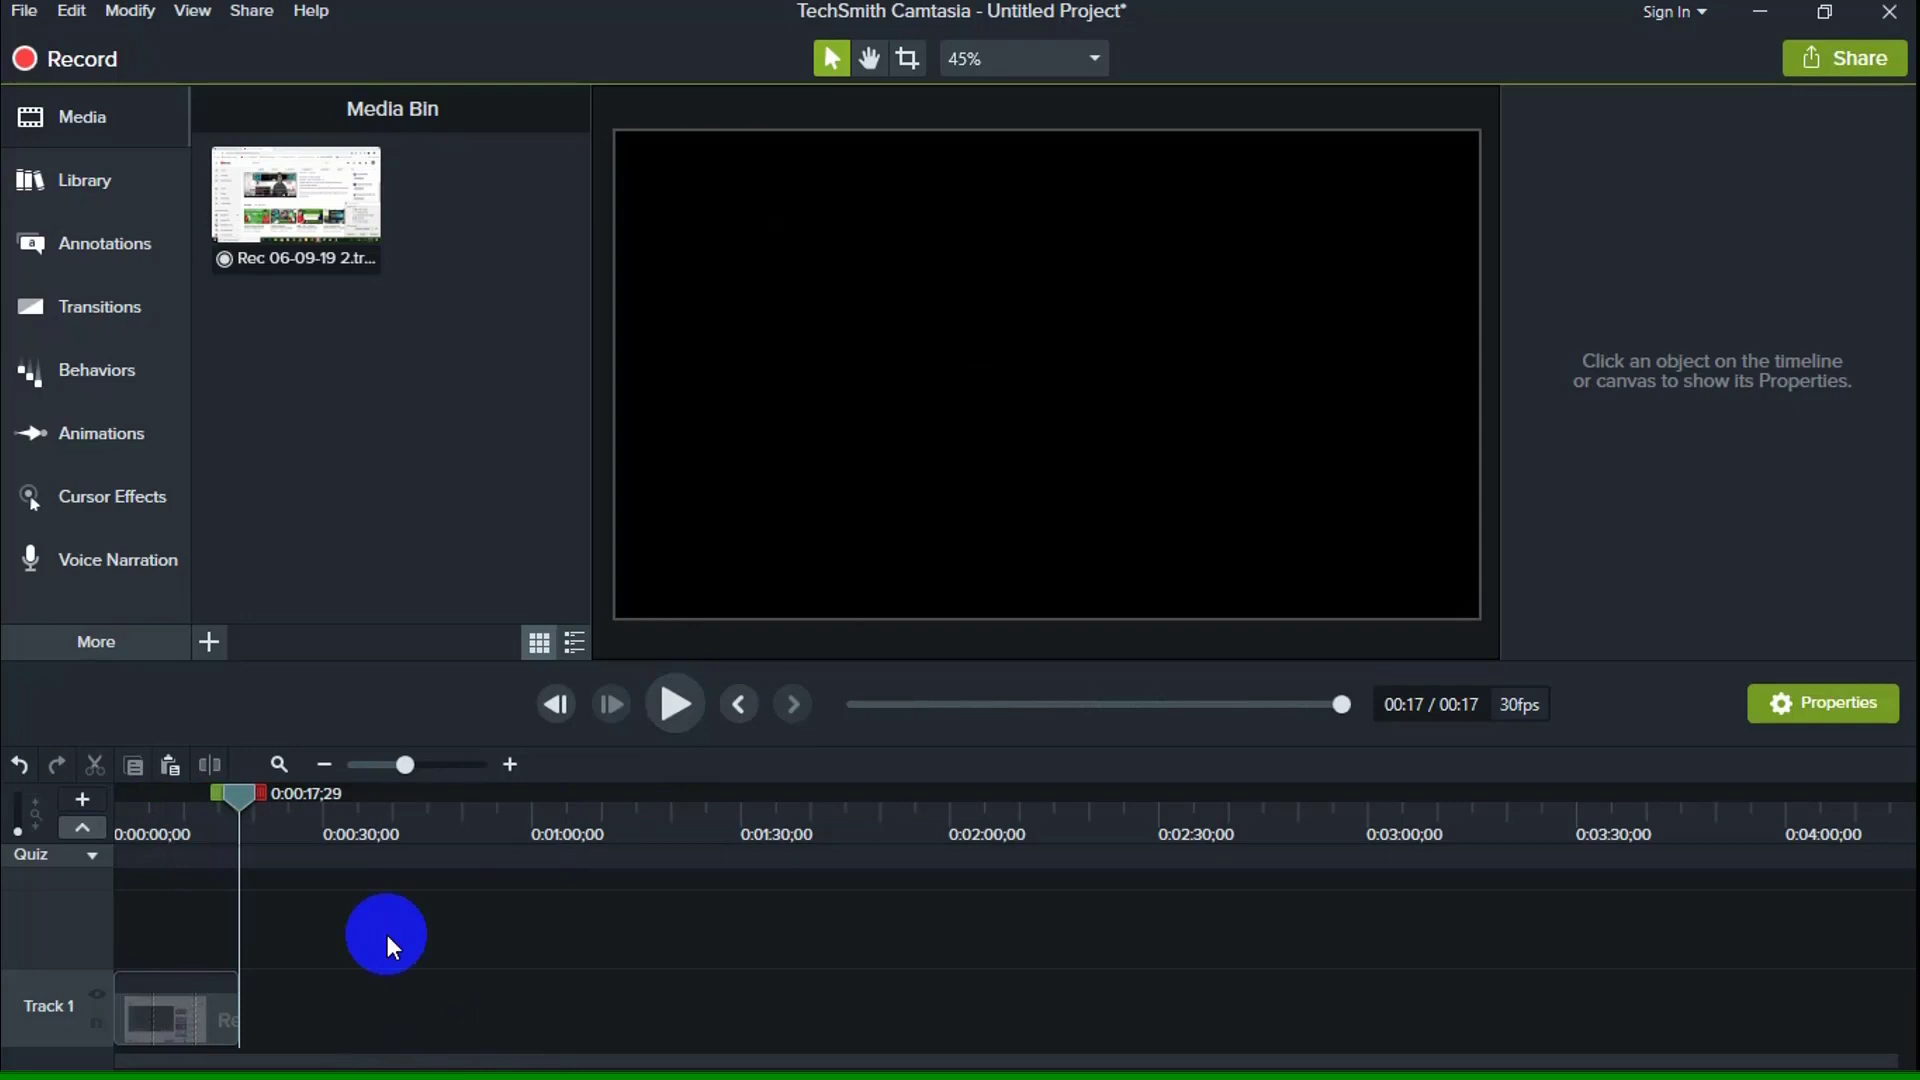 File Edit Modify View Share Help
TechSmith Camtasia - Untitled Project*
Sign In
Record
45%
Share
Media
Library
Annotations
Transitions
Behaviors
Animations
Cursor Effects
Voice Narration
More
Media Bin
Rec 06-09-19 2.tr...
Click an object on the timeline
or canvas to show its Properties.
00:17 / 00:17
30fps
Properties
0:00:17;29
0:00:00;00
0:00:30;00
0:01:00;00
0:01:30;00
0:02:00;00
0:02:30;00
0:03:00;00
0:03:30;00
0:04:00;00
Quiz
Track 1
Re